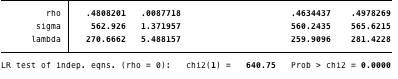 rho .4808201 .0087718 .4634437 .4978269
sigma 562.926 1.371957 560.2435 565.6215
lambda 270.6662 5.488157 259.9096 281.4228
LR test of indep. eqns. (rho = 0): chi2(1) = 640.75 Prob > chi2 = 0.0000